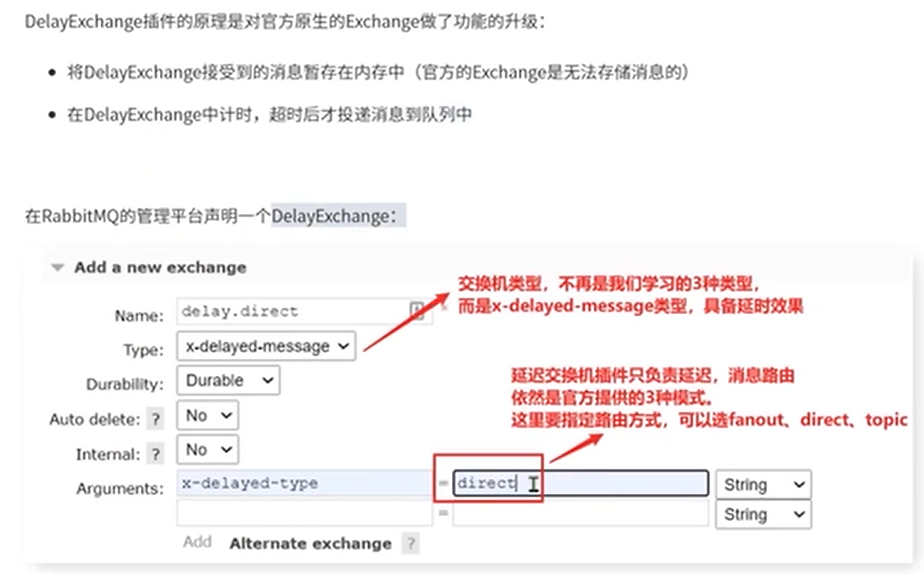 DelayExchange插件的原理是对官方原生的Exchange做了功能的升级：
将DelayExchange接受到的消息暂存在内存中（官方的Exchange是无法存储消息的）
在DelayExchange中计时，超时后才投递消息到队列中
在RabbitMQ的管理平台声明一个DelayExchange：
Add a new exchange
交换机类型，不再是我们学习的3种类型，
而是x-delayed-message类型，具备延时效果
Name: delay.direct
Type: x-delayed-message
延迟交换机插件只负责延迟，消息路由
依然是官方提供的3种模式。
这里要指定路由方式，可以选fanout、direct、topic
Durability: Durable
Auto delete: ? No
Internal: ? No
Arguments: x-delayed-type = direct String
= String
Add Alternate exchange ?